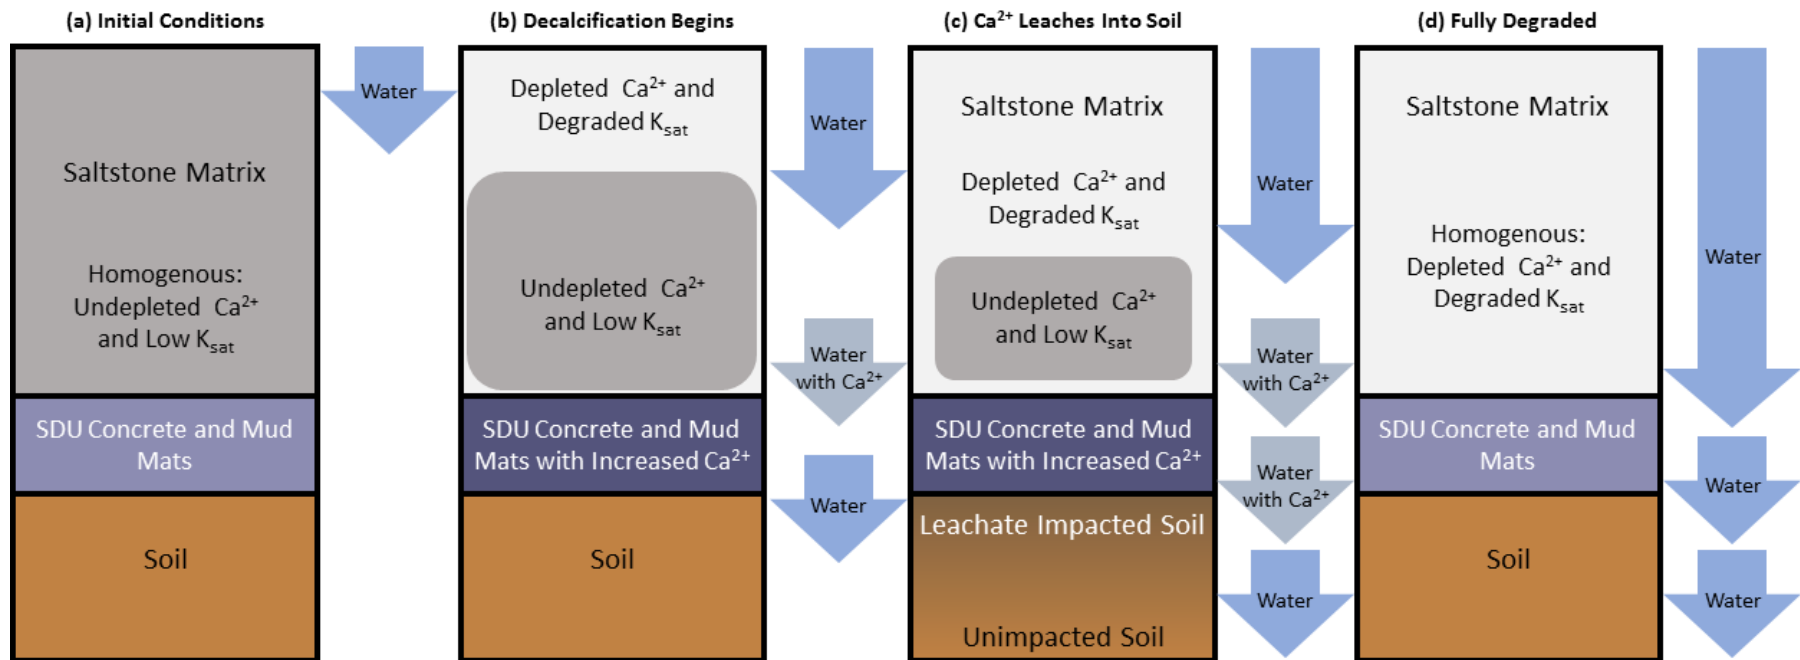 (a) Initial Conditions
Saltstone Matrix
Homogenous:
Undepleted Ca²⁺
and Low Kₛₐₜ
SDU Concrete and Mud
Mats
Soil
Water
(b) Decalcification Begins
Depleted Ca²⁺ and
Degraded Kₛₐₜ
Undepleted Ca²⁺
and Low Kₛₐₜ
SDU Concrete and Mud
Mats with Increased Ca²⁺
Soil
Water
Water
with Ca²⁺
Water
(c) Ca²⁺ Leaches Into Soil
Saltstone Matrix
Depleted Ca²⁺ and
Degraded Kₛₐₜ
Undepleted Ca²⁺
and Low Kₛₐₜ
SDU Concrete and Mud
Mats with Increased Ca²⁺
Leachate Impacted Soil
Unimpacted Soil
Water
Water
with Ca²⁺
Water
with Ca²⁺
Water
(d) Fully Degraded
Saltstone Matrix
Homogenous:
Depleted Ca²⁺ and
Degraded Kₛₐₜ
SDU Concrete and Mud
Mats
Soil
Water
Water
Water